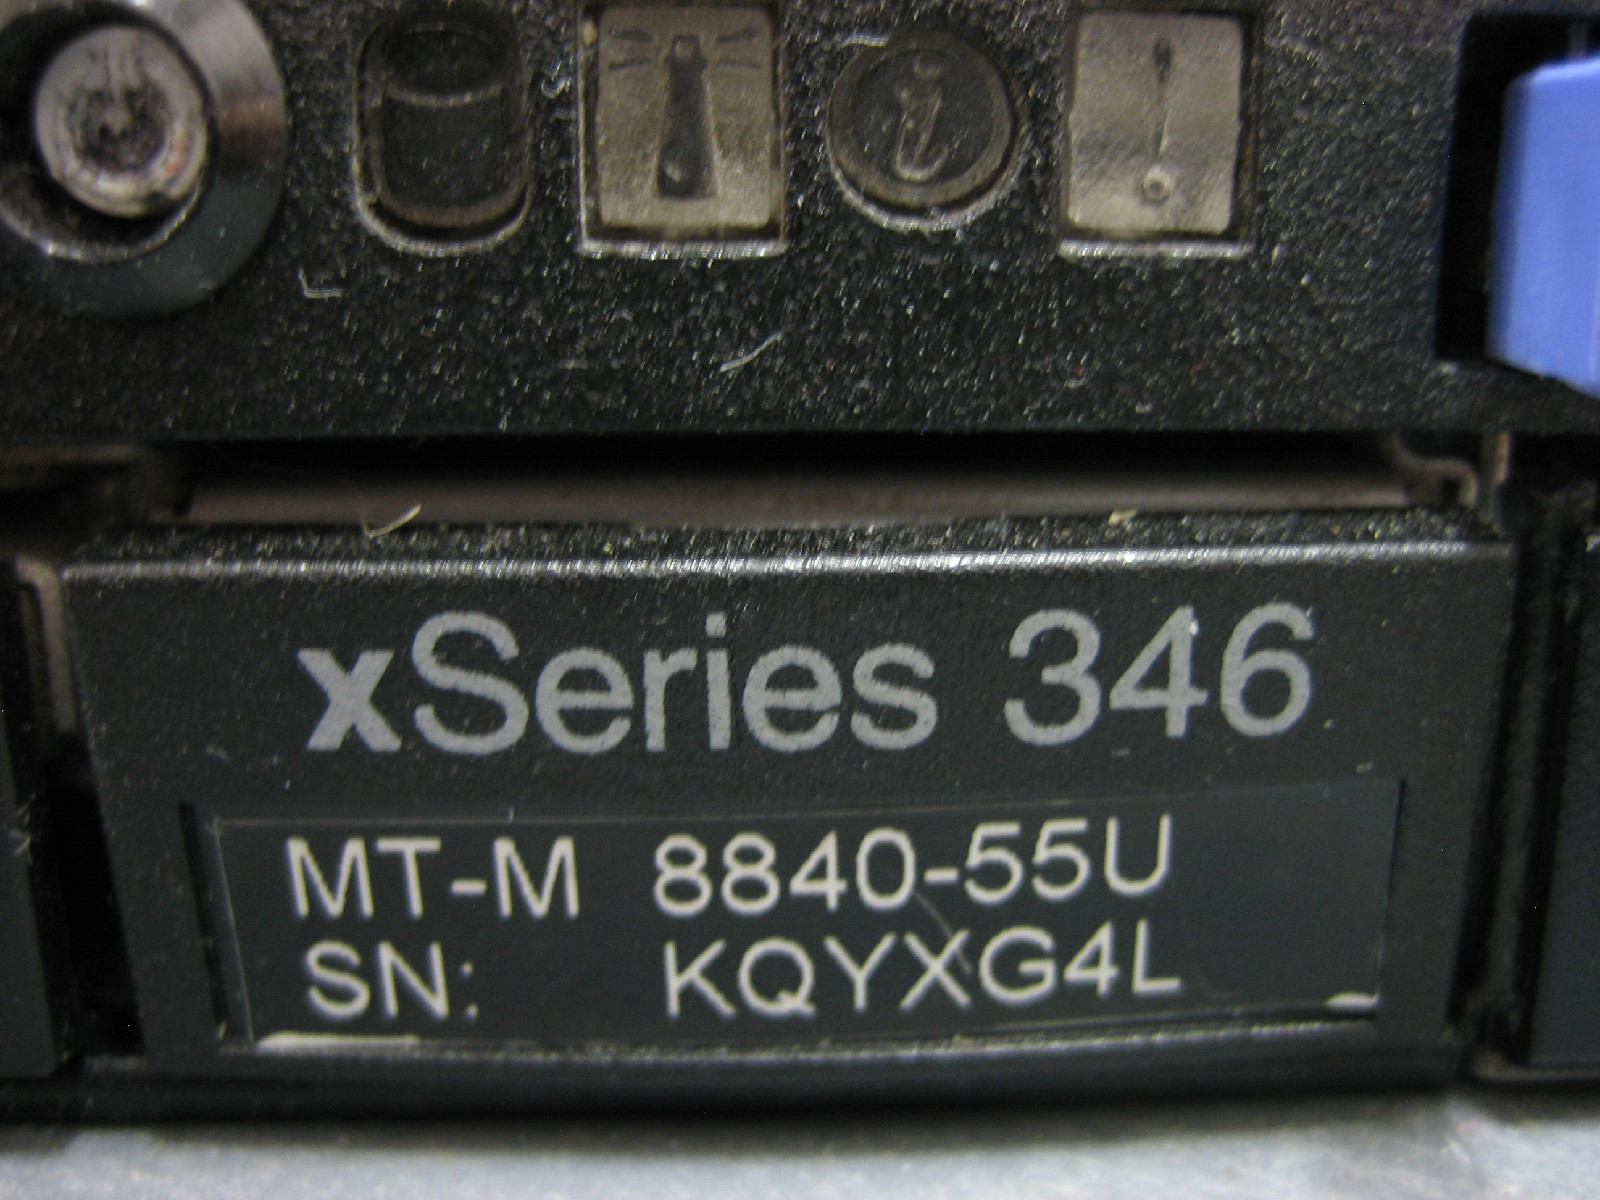 xSeries 346
MT-M 8840-55U
SN: KQYXG4L